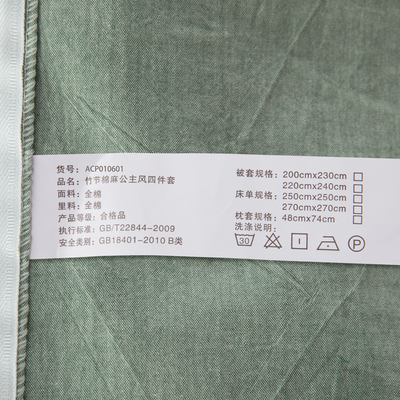 货号： ACP010601
品名：竹节棉麻公主风四件套
面料：全棉
里料：全棉
产品等级：合格品
执行标准：GB/T22844-2009
安全类别：GB18401-2010 B类
被套规格：200cmx230cm
220cmx240cm
床单规格：250cmx250cm
270cmx270cm
枕套规格：48cmx74cm
洗涤说明：
30